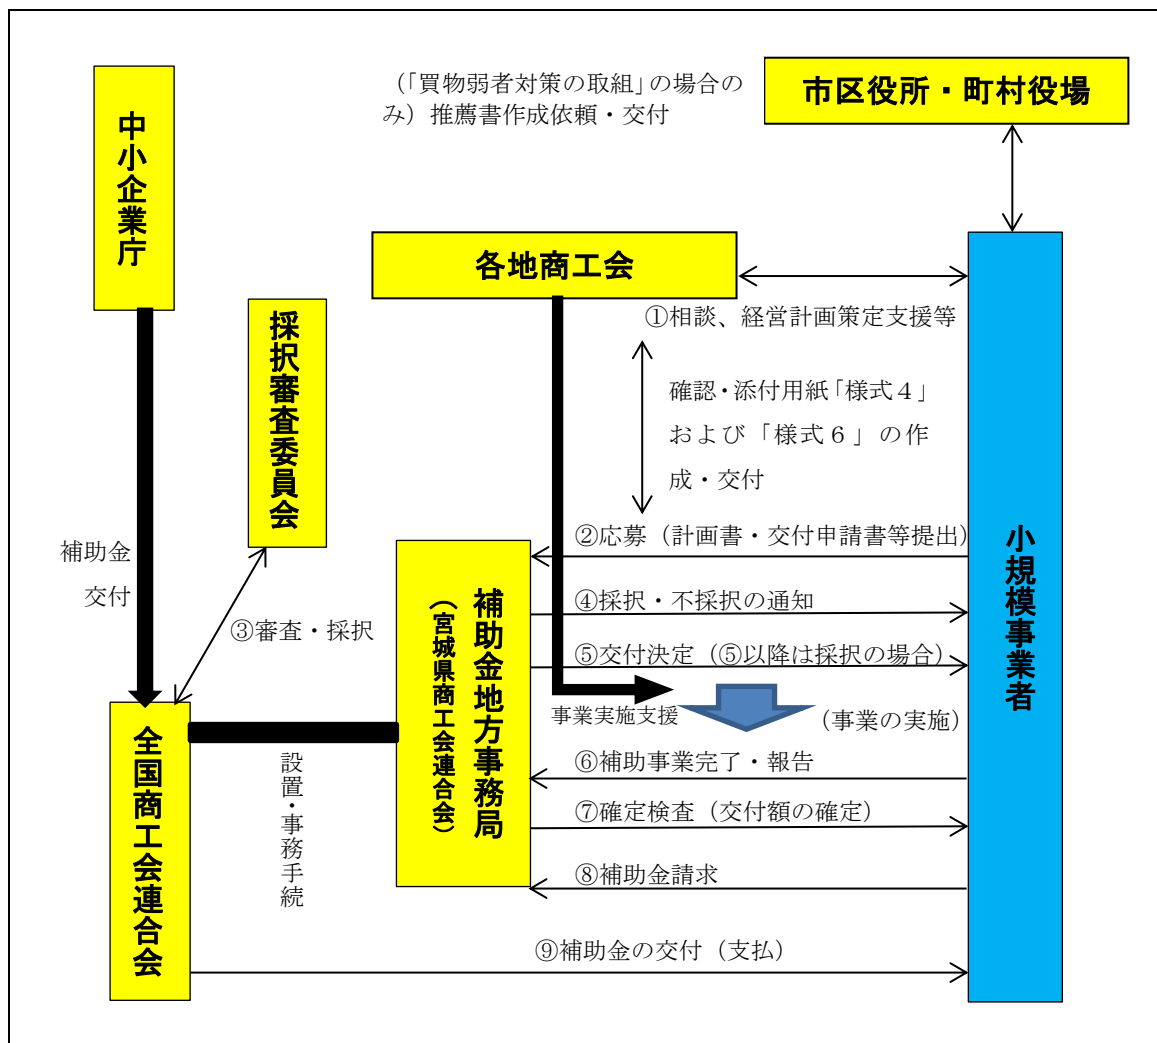 （「買物弱者対策の取組」の場合の
み）推薦書作成依頼・交付
市区役所・町村役場
中小企業庁
各地商工会
採択審査委員会
①相談、経営計画策定支援等
確認・添付用紙「様式４」
および「様式６」の作
成・交付
補助金
交付
③審査・採択
②応募（計画書・交付申請書等提出）
補助金地方事務局
（宮城県商工会連合会）
④採択・不採択の通知
⑤交付決定（⑤以降は採択の場合）
小規模事業者
事業実施支援
（事業の実施）
全国商工会連合会
設置・事務手続
⑥補助事業完了・報告
⑦確定検査（交付額の確定）
⑧補助金請求
⑨補助金の交付（支払）